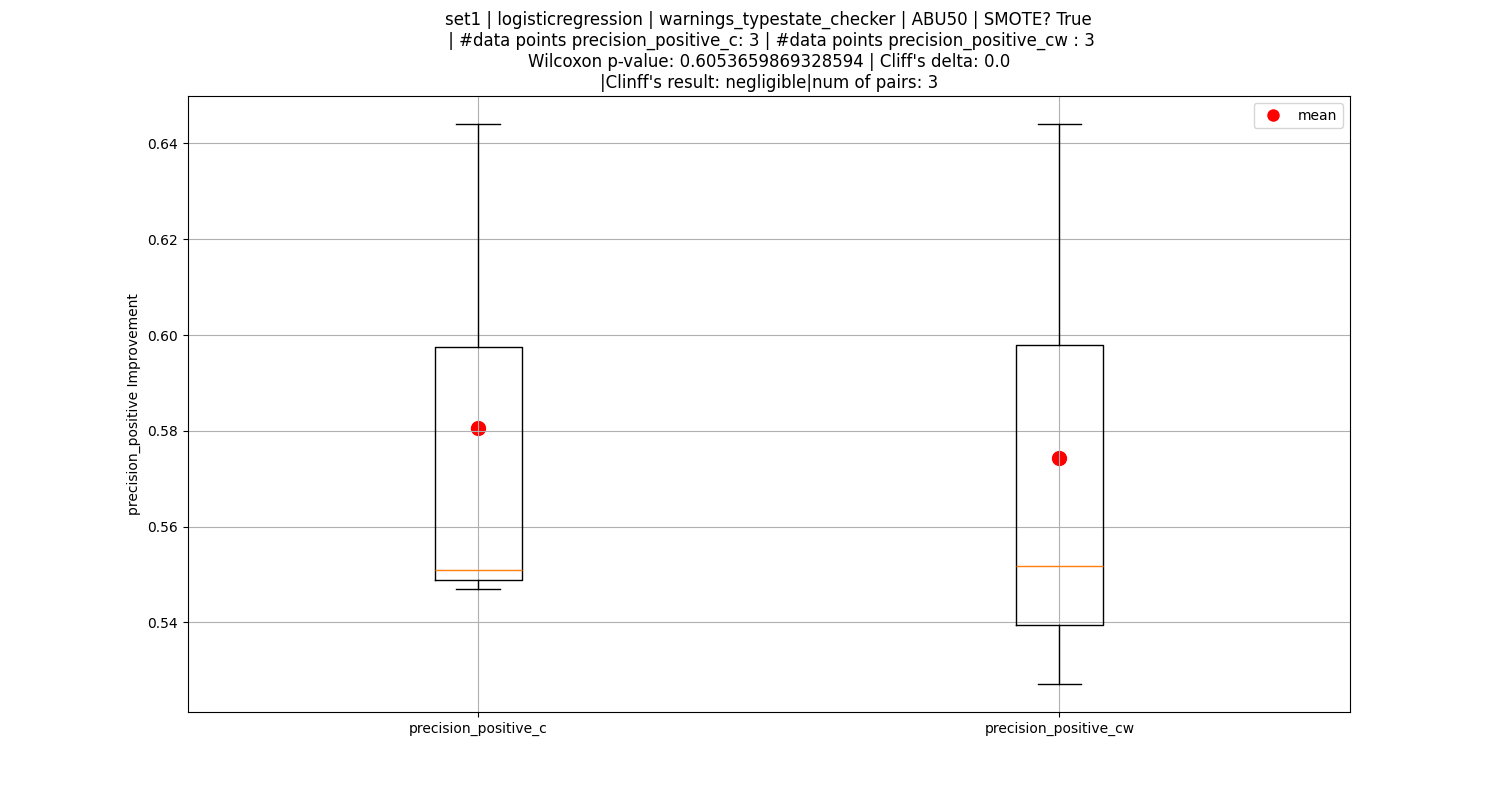 set1 | logisticregression | warnings_typestate_checker | ABU50 | SMOTE? True
| #data points precision_positive_c: 3 | #data points precision_positive_cw : 3
Wilcoxon p-value: 0.6053659869328594 | Cliff's delta: 0.0
|Clinff's result: negligible|num of pairs: 3
mean
precision_positive Improvement
0.64
0.62
0.60
0.58
0.56
0.54
precision_positive_c
precision_positive_cw